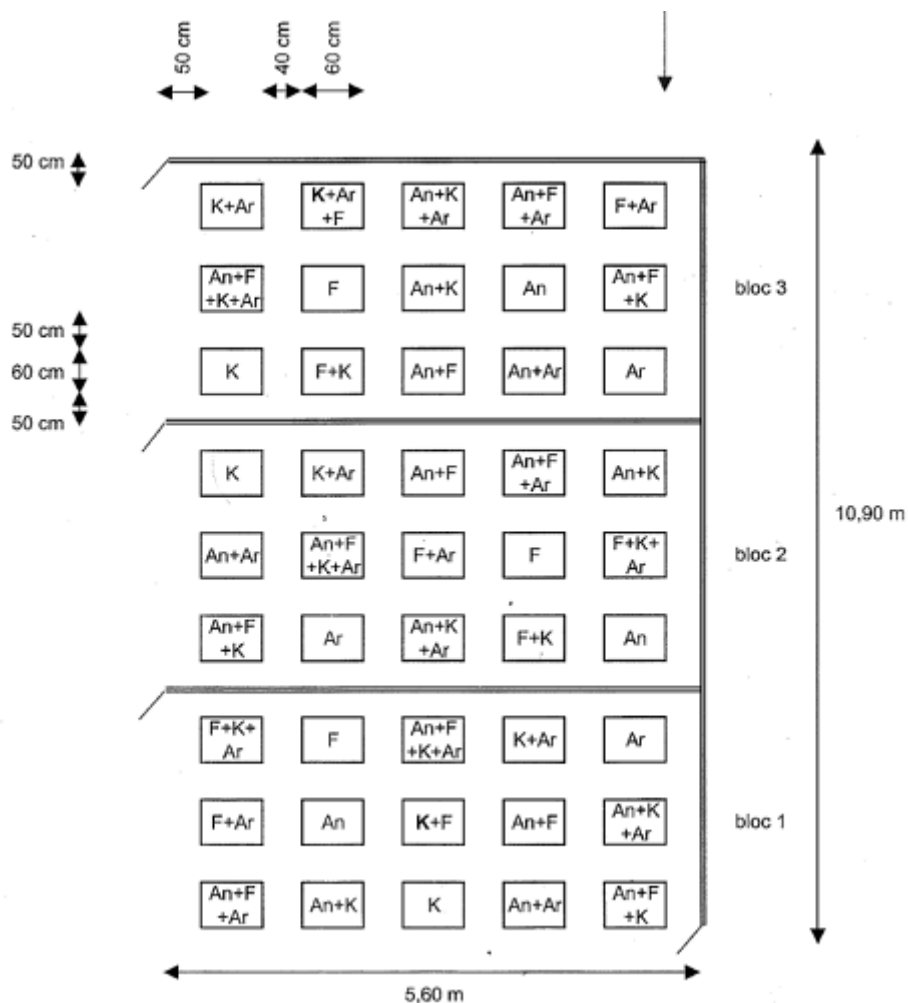 50 cm
40 cm
60 cm
50 cm
K+Ar
K+Ar
+F
An+K
+Ar
An+F
+Ar
F+Ar
An+F
+K+Ar
F
An+K
An
An+F
+K
bloc 3
50 cm
60 cm
50 cm
K
F+K
An+F
An+Ar
Ar
K
K+Ar
An+F
An+F
+Ar
An+K
10,90 m
An+Ar
An+F
+K+Ar
F+Ar
F
F+K+
Ar
bloc 2
An+F
+K
Ar
An+K
+Ar
F+K
An
F+K+
Ar
F
An+F
+K+Ar
K+Ar
Ar
F+Ar
An
K+F
An+F
An+K
+Ar
bloc 1
An+F
+Ar
An+K
K
An+Ar
An+F
+K
5,60 m